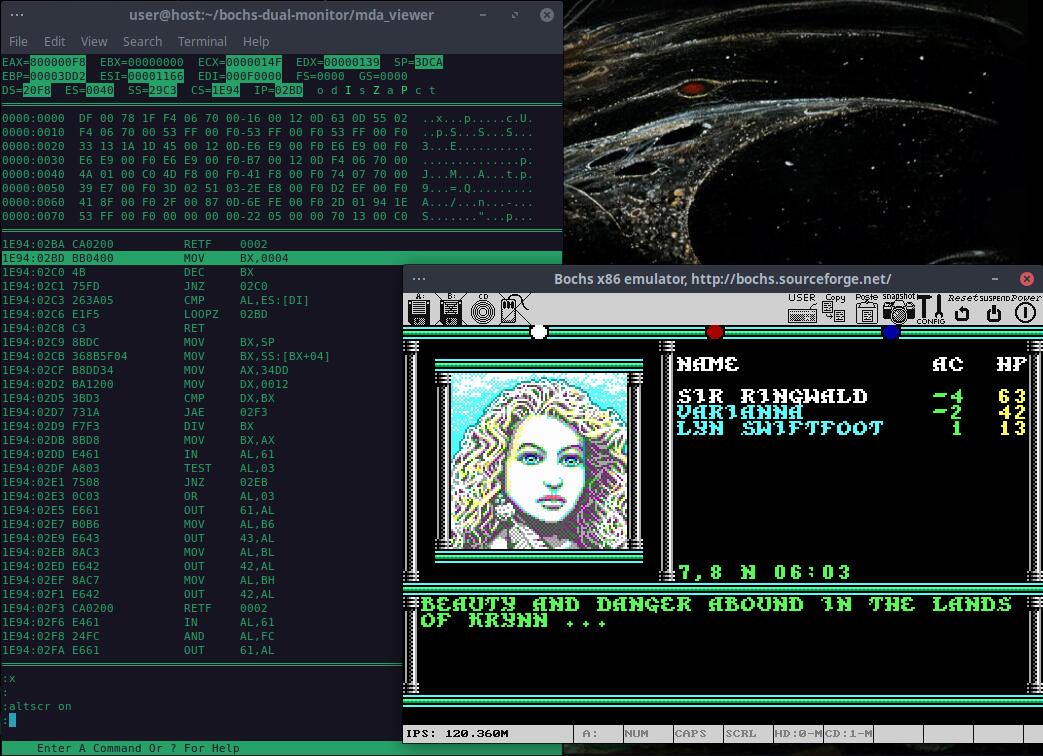 user@host:~/bochs-dual-monitor/mda_viewer
File Edit View Search Terminal Help
EAX=800000F8 EBX=00000000 ECX=0000014F EDX=00000139 SP=3DCA
EBP=00003DD2 ESI=00001166 EDI=000F0000 FS=0000 GS=0000
DS=20F8 ES=0040 SS=29C3 CS=1E94 IP=02BD o d I s Z a P c t
0000:0000 DF 00 78 1F F4 06 70 00-16 00 12 0D 63 0D 55 02 ..x...p.....c.U.
0000:0010 F4 06 70 00 53 FF 00 F0-53 FF 00 F0 53 FF 00 F0 ..p.S...S...S...
0000:0020 33 13 1A 1D 45 00 12 0D-E6 E9 00 F0 E6 E9 00 F0 3...E...........
0000:0030 E6 E9 00 F0 E6 E9 00 F0-B7 00 12 0D F4 06 70 00 ..............p.
0000:0040 4A 01 00 C0 4D F8 00 F0-41 F8 00 F0 74 07 70 00 J...M...A...t.p.
0000:0050 39 E7 00 F0 3D 02 51 03-2E E8 00 F0 D2 EF 00 F0 9...=.Q.........
0000:0060 41 8F 00 F0 2F 00 87 0D-6E FE 00 F0 2D 01 94 1E A.../...n...-...
0000:0070 53 FF 00 F0 00 00 00 00-22 05 00 00 70 13 00 C0 S......."...p...
1E94:02BA CA0200 RETF 0002
1E94:02BD BB0400 MOV BX,0004
1E94:02C0 4B DEC BX
1E94:02C1 75FD JNZ 02C0
1E94:02C3 263A05 CMP AL,ES:[DI]
1E94:02C6 E1F5 LOOPZ 02BD
1E94:02C8 C3 RET
1E94:02C9 8BDC MOV BX,SP
1E94:02CB 368B5F04 MOV BX,SS:[BX+04]
1E94:02CF B8DD34 MOV AX,34DD
1E94:02D2 BA1200 MOV DX,0012
1E94:02D5 3BD3 CMP DX,BX
1E94:02D7 731A JAE 02F3
1E94:02D9 F7F3 DIV BX
1E94:02DB 8BD8 MOV BX,AX
1E94:02DD E461 IN AL,61
1E94:02DF A803 TEST AL,03
1E94:02E1 7508 JNZ 02EB
1E94:02E3 0C03 OR AL,03
1E94:02E5 E661 OUT 61,AL
1E94:02E7 B0B6 MOV AL,B6
1E94:02E9 E643 OUT 43,AL
1E94:02EB 8AC3 MOV AL,BL
1E94:02ED E642 OUT 42,AL
1E94:02EF 8AC7 MOV AL,BH
1E94:02F1 E642 OUT 42,AL
1E94:02F3 CA0200 RETF 0002
1E94:02F6 E461 IN AL,61
1E94:02F8 24FC AND AL,FC
1E94:02FA E661 OUT 61,AL
:x
:
:altscr on
:
Enter A Command Or ? For Help
Bochs x86 emulator, http://bochs.sourceforge.net/
A: B: CD USER Copy Paste snapshot CONFIG Reset SUSPEND Power
NAME AC HP
SIR RINGWALD -4 63
VARIANNA -2 42
LYN SWIFTFOOT 1 13
7,8 N 06:03
BEAUTY AND DANGER ABOUND IN THE LANDS
OF KRYNN ...
IPS: 120.360M A: NUM CAPS SCRL HD:0-M CD:1-M